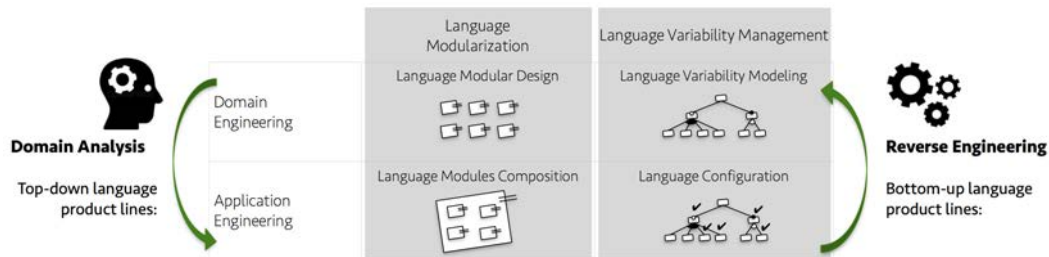 Language
Modularization
Language Variability Management
Language Modular Design
Language Variability Modeling
Domain
Engineering
Domain Analysis
Reverse Engineering
Top-down language
product lines:
Application
Engineering
Language Modules Composition
Language Configuration
Bottom-up language
product lines: